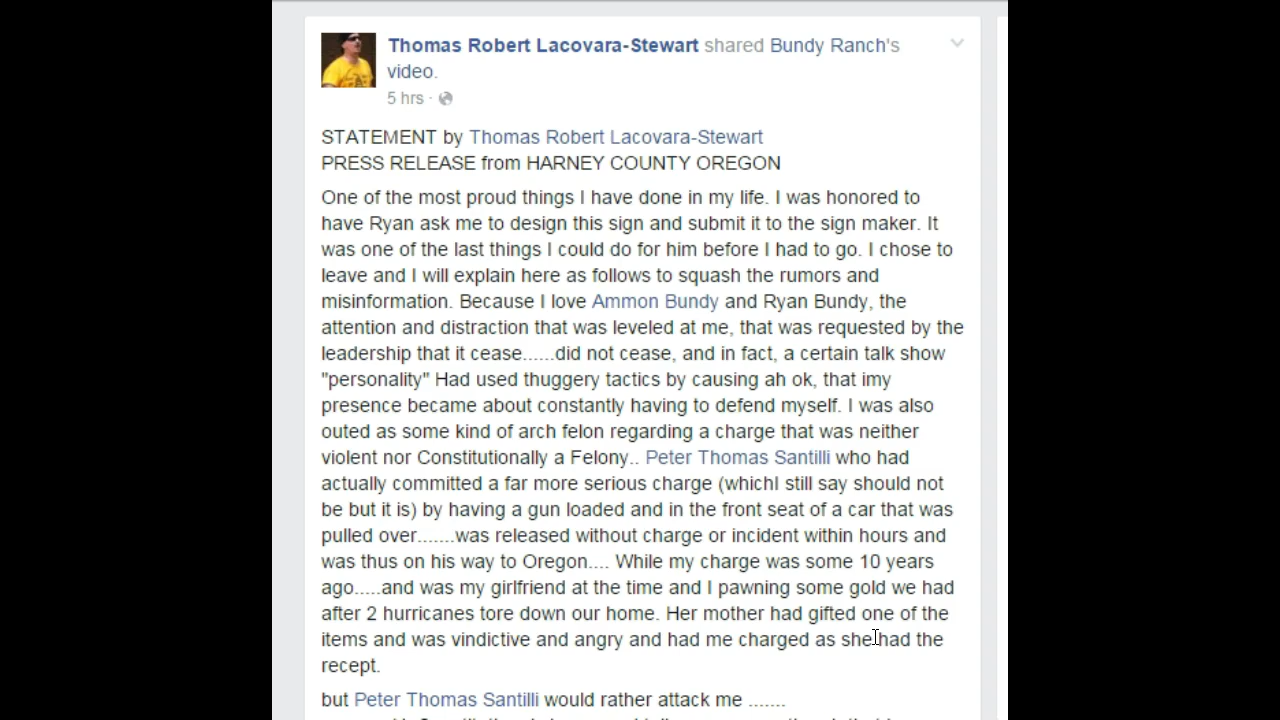 Thomas Robert Lacovara-Stewart shared Bundy Ranch's
video.
5 hrs ·
STATEMENT by Thomas Robert Lacovara-Stewart
PRESS RELEASE from HARNEY COUNTY OREGON
One of the most proud things I have done in my life. I was honored to
have Ryan ask me to design this sign and submit it to the sign maker. It
was one of the last things I could do for him before I had to go. I chose to
leave and I will explain here as follows to squash the rumors and
misinformation. Because I love Ammon Bundy and Ryan Bundy, the
attention and distraction that was leveled at me, that was requested by the
leadership that it cease......did not cease, and in fact, a certain talk show
"personality" Had used thuggery tactics by causing ah ok, that imy
presence became about constantly having to defend myself. I was also
outed as some kind of arch felon regarding a charge that was neither
violent nor Constitutionally a Felony.. Peter Thomas Santilli who had
actually committed a far more serious charge (whichI still say should not
be but it is) by having a gun loaded and in the front seat of a car that was
pulled over.......was released without charge or incident within hours and
was thus on his way to Oregon.... While my charge was some 10 years
ago.....and was my girlfriend at the time and I pawning some gold we had
after 2 hurricanes tore down our home. Her mother had gifted one of the
items and was vindictive and angry and had me charged as she had the
recept.
but Peter Thomas Santilli would rather attack me .......